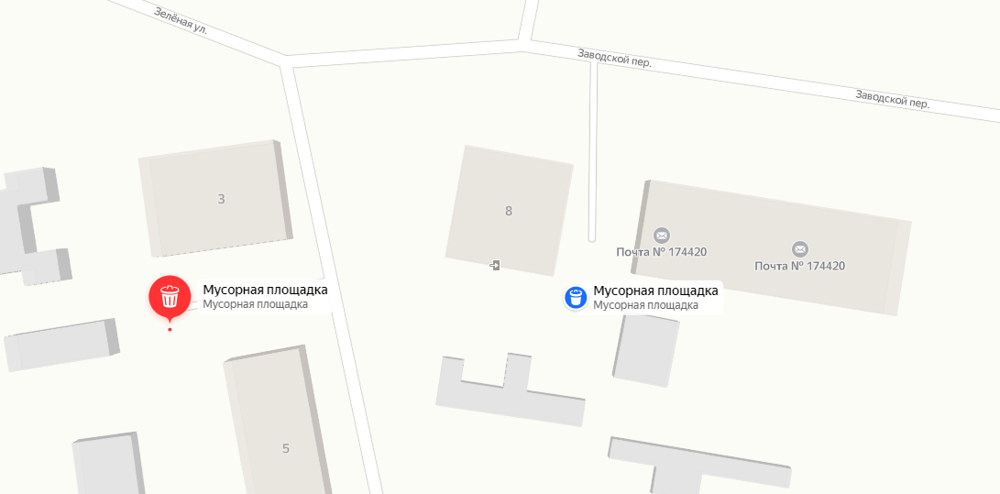 Зелёная ул.
Заводской пер.
Заводской пер.
3
8
Почта № 174420
Почта № 174420
Мусорная площадка
Мусорная площадка
Мусорная площадка
Мусорная площадка
5